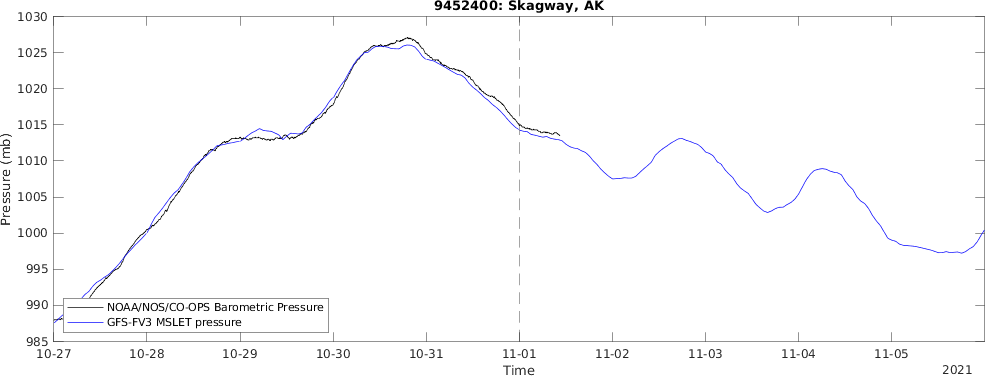 9452400: Skagway, AK
1030
1025
1020
1015
1010
1005
1000
995
990
985
Pressure (mb)
NOAA/NOS/CO-OPS Barometric Pressure
GFS-FV3 MSLET pressure
10-27 10-28 10-29 10-30 10-31 11-01 11-02 11-03 11-04 11-05
Time
2021